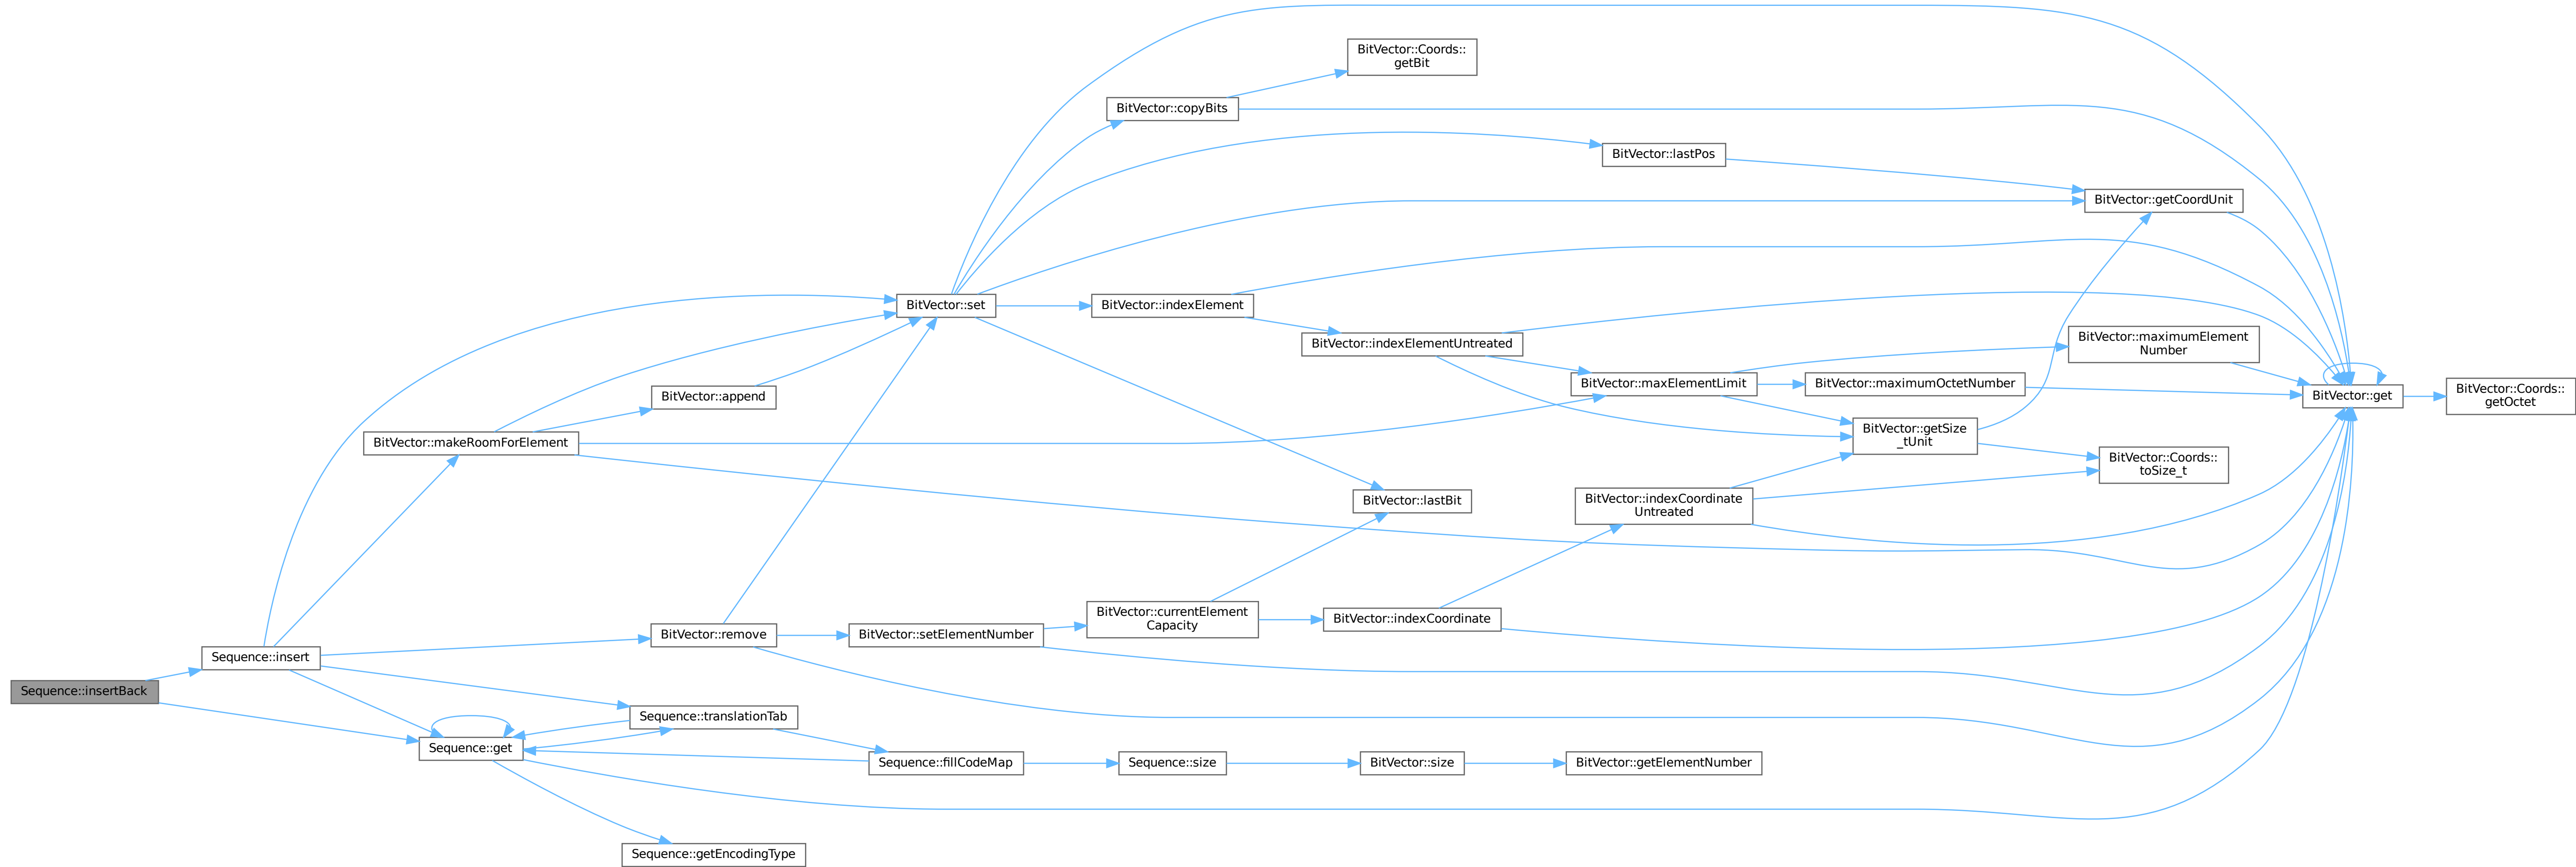 BitVector::Coords::
getBit
BitVector::copyBits
BitVector::lastPos
BitVector::getCoordUnit
BitVector::set
BitVector::indexElement
BitVector::indexElementUntreated
BitVector::maximumElement
Number
BitVector::maxElementLimit
BitVector::maximumOctetNumber
BitVector::append
BitVector::get
BitVector::Coords::
getOctet
BitVector::makeRoomForElement
BitVector::getSize
_tUnit
BitVector::Coords::
toSize_t
BitVector::lastBit
BitVector::indexCoordinate
Untreated
BitVector::currentElement
Capacity
BitVector::indexCoordinate
BitVector::remove
BitVector::setElementNumber
Sequence::insert
Sequence::insertBack
Sequence::translationTab
Sequence::get
Sequence::fillCodeMap
Sequence::size
BitVector::size
BitVector::getElementNumber
Sequence::getEncodingType